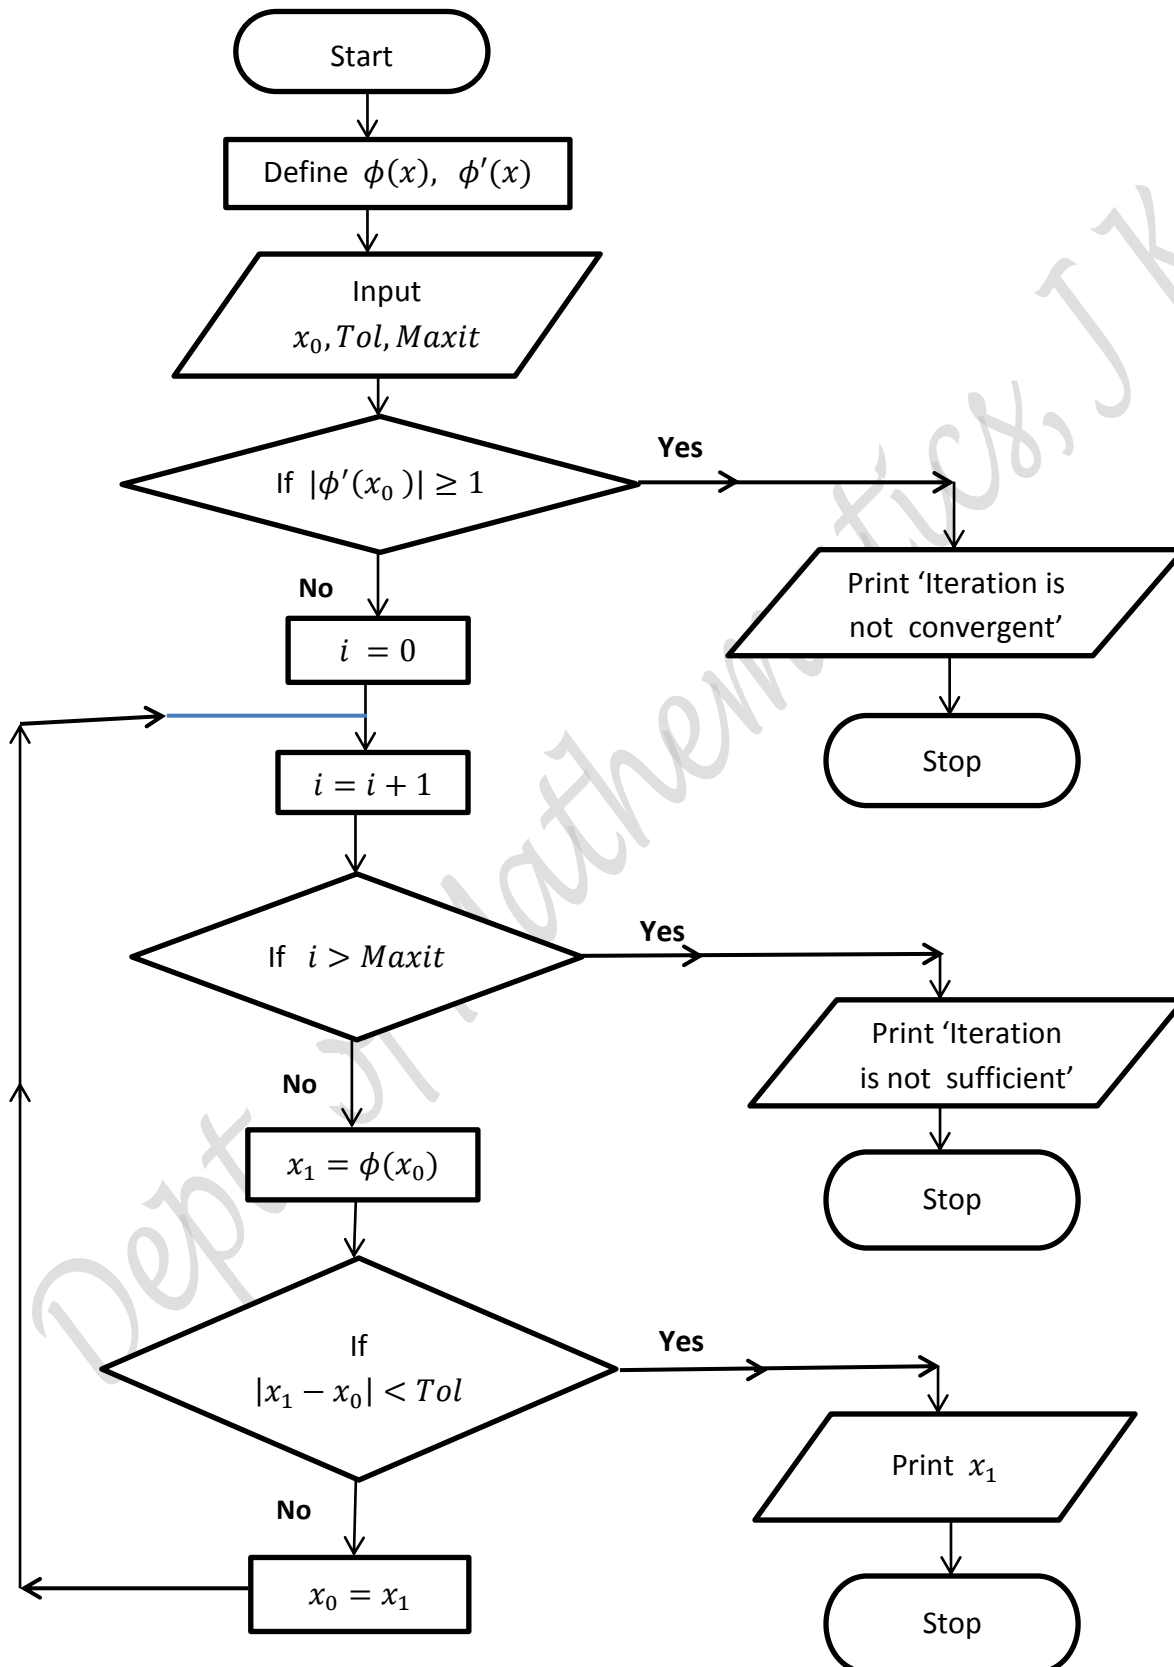 Start
Define ϕ(x), ϕ′(x)
Input
x₀, Tol, Maxit
If |ϕ′(x₀ )| ≥ 1
Yes
Print ‘Iteration is
not convergent’
Stop
No
i = 0
i = i + 1
If i > Maxit
Yes
Print ‘Iteration
is not sufficient’
Stop
No
x₁ = ϕ(x₀)
If
|x₁ − x₀| < Tol
Yes
Print x₁
Stop
No
x₀ = x₁
Dept of Mathematics, J K